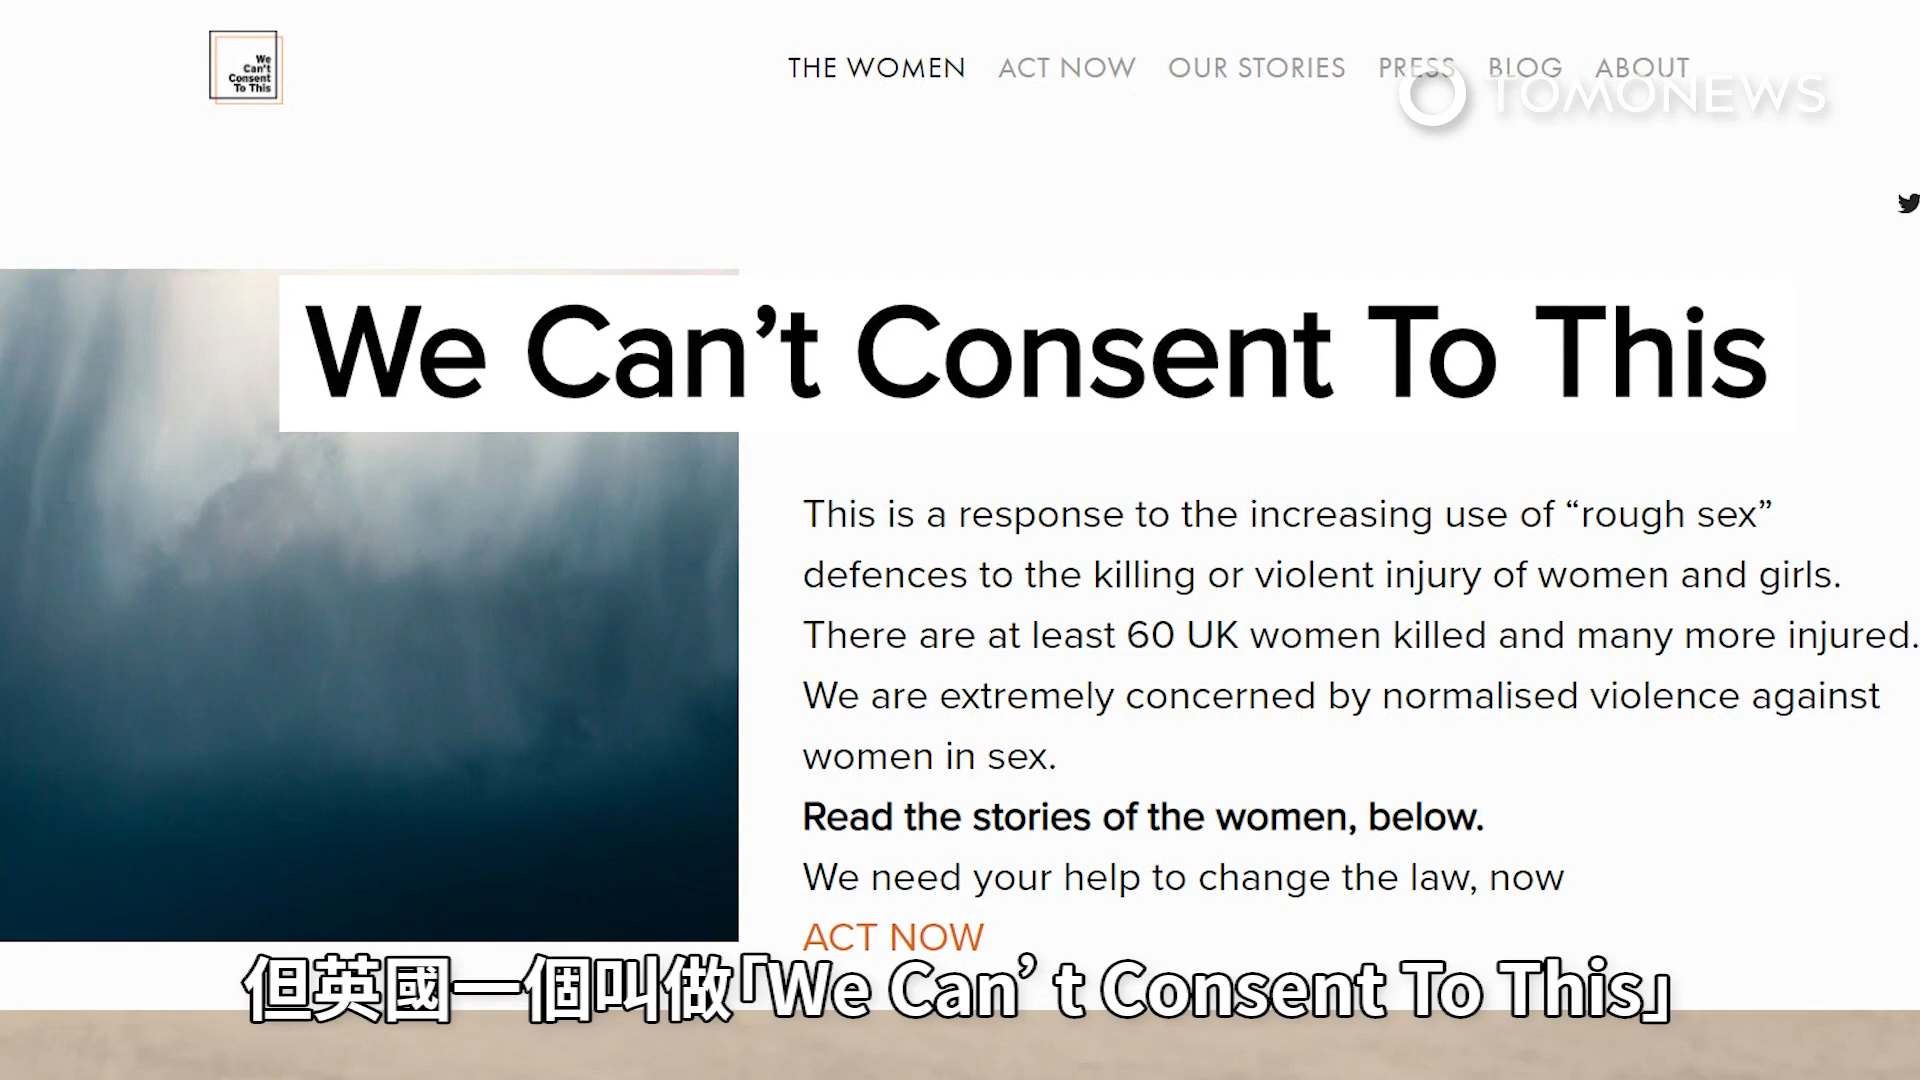 We
Can't
Consent
To This
THE WOMEN ACT NOW OUR STORIES PRESS BLOG ABOUT
TOMONEWS
We Can’t Consent To This
This is a response to the increasing use of “rough sex”
defences to the killing or violent injury of women and girls.
There are at least 60 UK women killed and many more injured.
We are extremely concerned by normalised violence against
women in sex.
Read the stories of the women, below.
We need your help to change the law, now
ACT NOW
但英國一個叫做「We Can’t Consent To This」